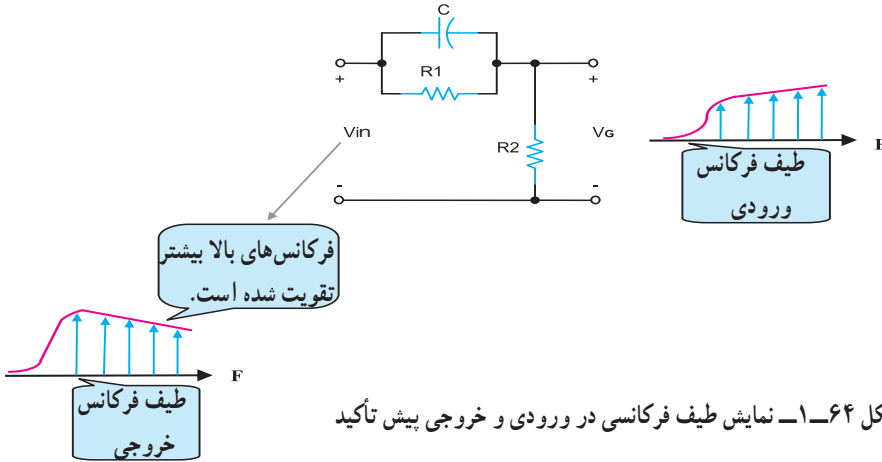 C
+
R1
+
Vin
R2
VG
-
-
F
طیف فرکانس
ورودی
فرکانس‌های بالا بیشتر
تقویت شده است.
F
طیف فرکانس
خروجی
کل ۶۴ــ۱ــ نمایش طیف فرکانسی در ورودی و خروجی پیش تأکید